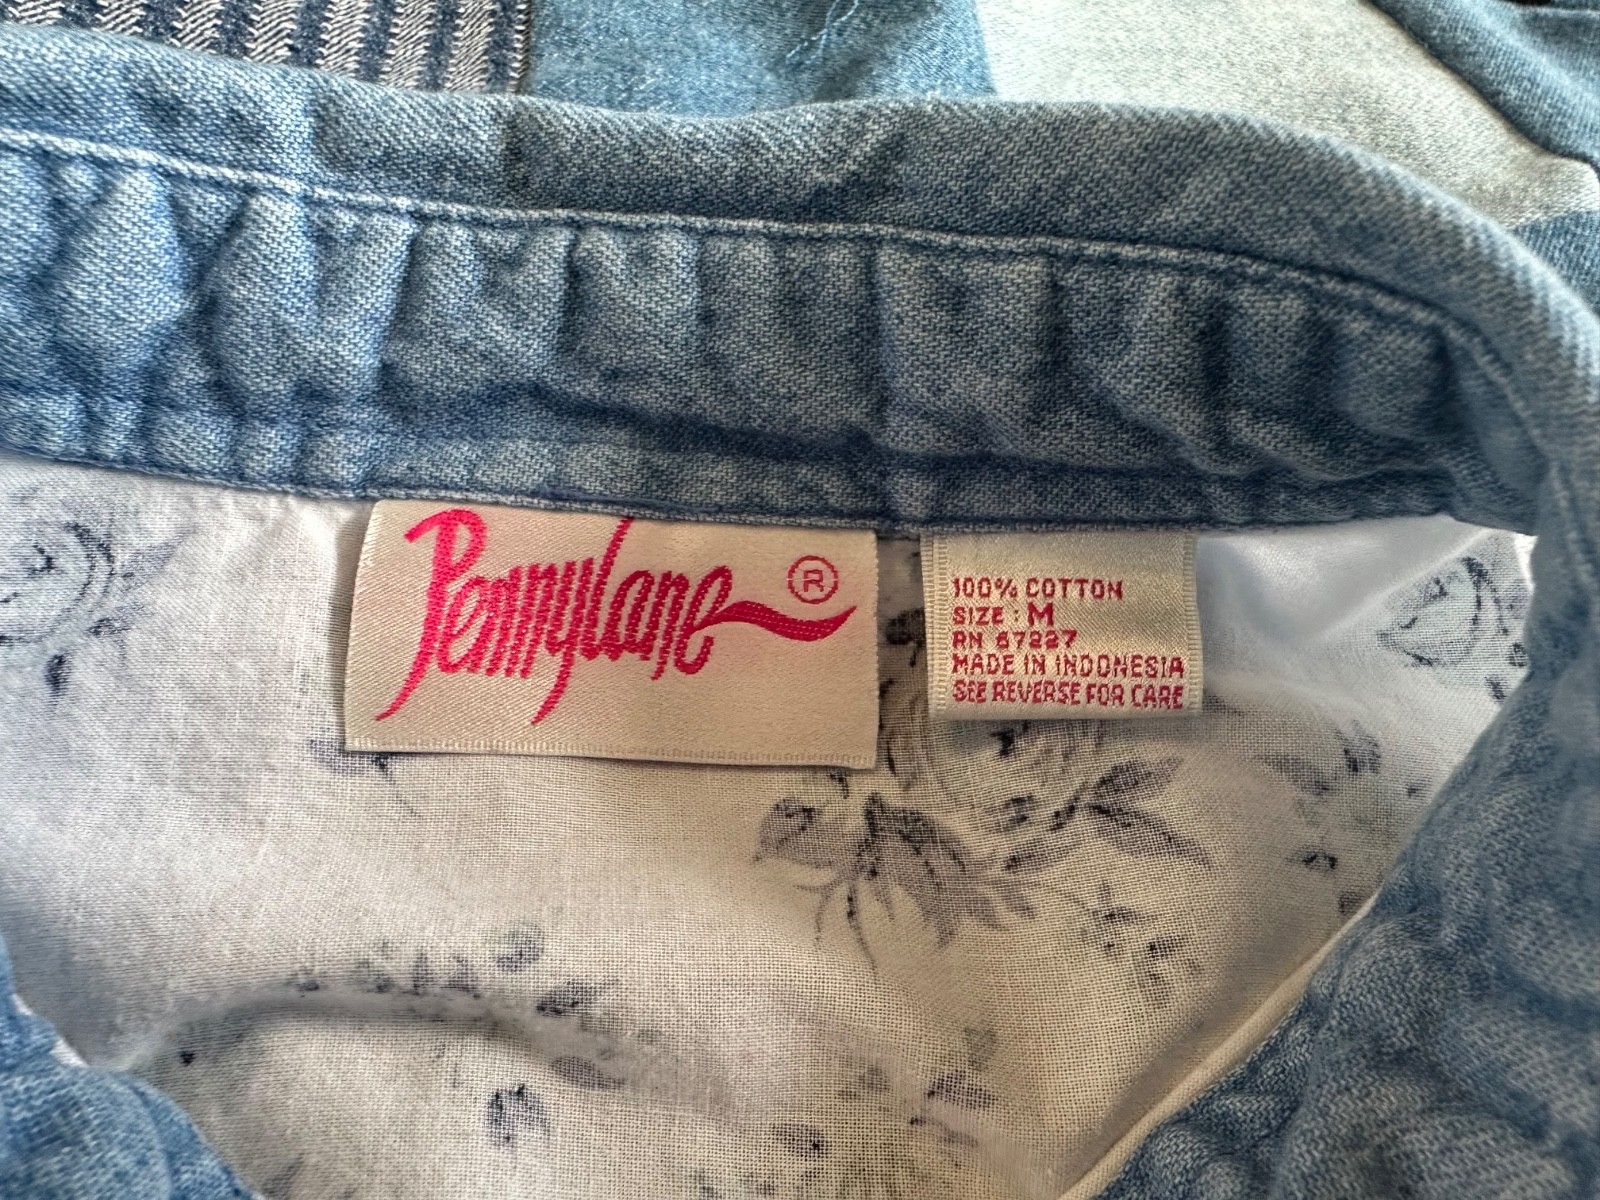 Pennylane ®
100% COTTON
SIZE : M
RN 67227
MADE IN INDONESIA
SEE REVERSE FOR CARE